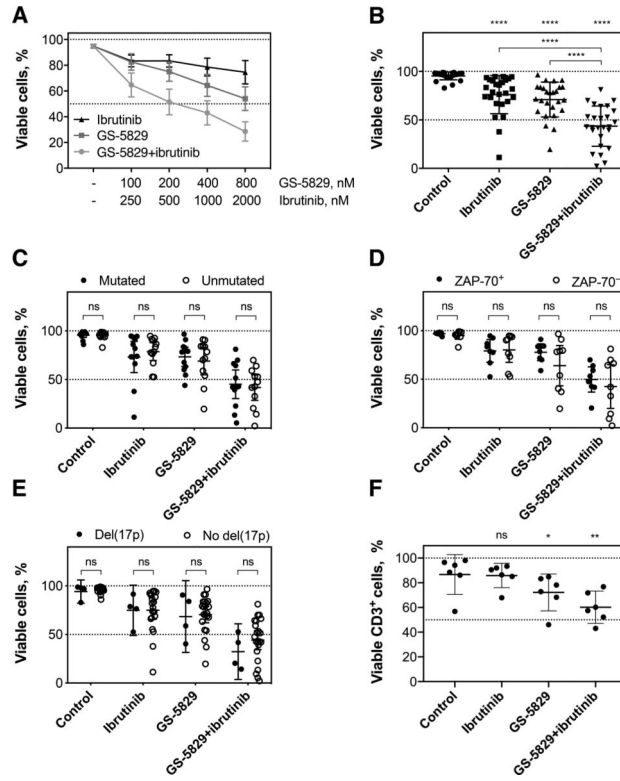 A
Viable cells, %
100
80
60
40
20
0
Ibrutinib
GS-5829
GS-5829+ibrutinib
- 100 200 400 800 GS-5829, nM
- 250 500 1000 2000 Ibrutinib, nM
B
**** **** ****
****
****
Viable cells, %
150
100
50
0
Control
Ibrutinib
GS-5829
GS-5829+ibrutinib
C
Mutated Unmutated
ns ns ns ns
Viable cells, %
150
100
50
0
Control
Ibrutinib
GS-5829
GS-5829+ibrutinib
D
ZAP-70+ ZAP-70−
ns ns ns ns
Viable cells, %
150
100
50
0
Control
Ibrutinib
GS-5829
GS-5829+ibrutinib
E
Del(17p) No del(17p)
ns ns ns ns
Viable cells, %
150
100
50
0
Control
Ibrutinib
GS-5829
GS-5829+ibrutinib
F
ns * **
Viable CD3+ cells, %
120
100
80
60
40
20
0
Control
Ibrutinib
GS-5829
GS-5829+ibrutinib